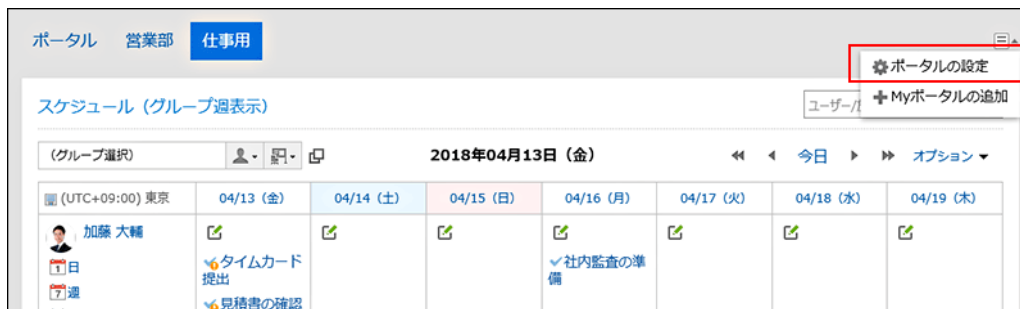 ポータル 営業部 仕事用
ポータルの設定
Myポータルの追加
スケジュール（グループ週表示）
ユーザー/
(グループ選択)
2018年04月13日（金）
今日
オプション
(UTC+09:00) 東京
04/13（金）
04/14（土）
04/15（日）
04/16（月）
04/17（火）
04/18（水）
04/19（木）
加藤 大輔
1
日
7
週
タイムカード
提出
見積書の確認
社内監査の準
備